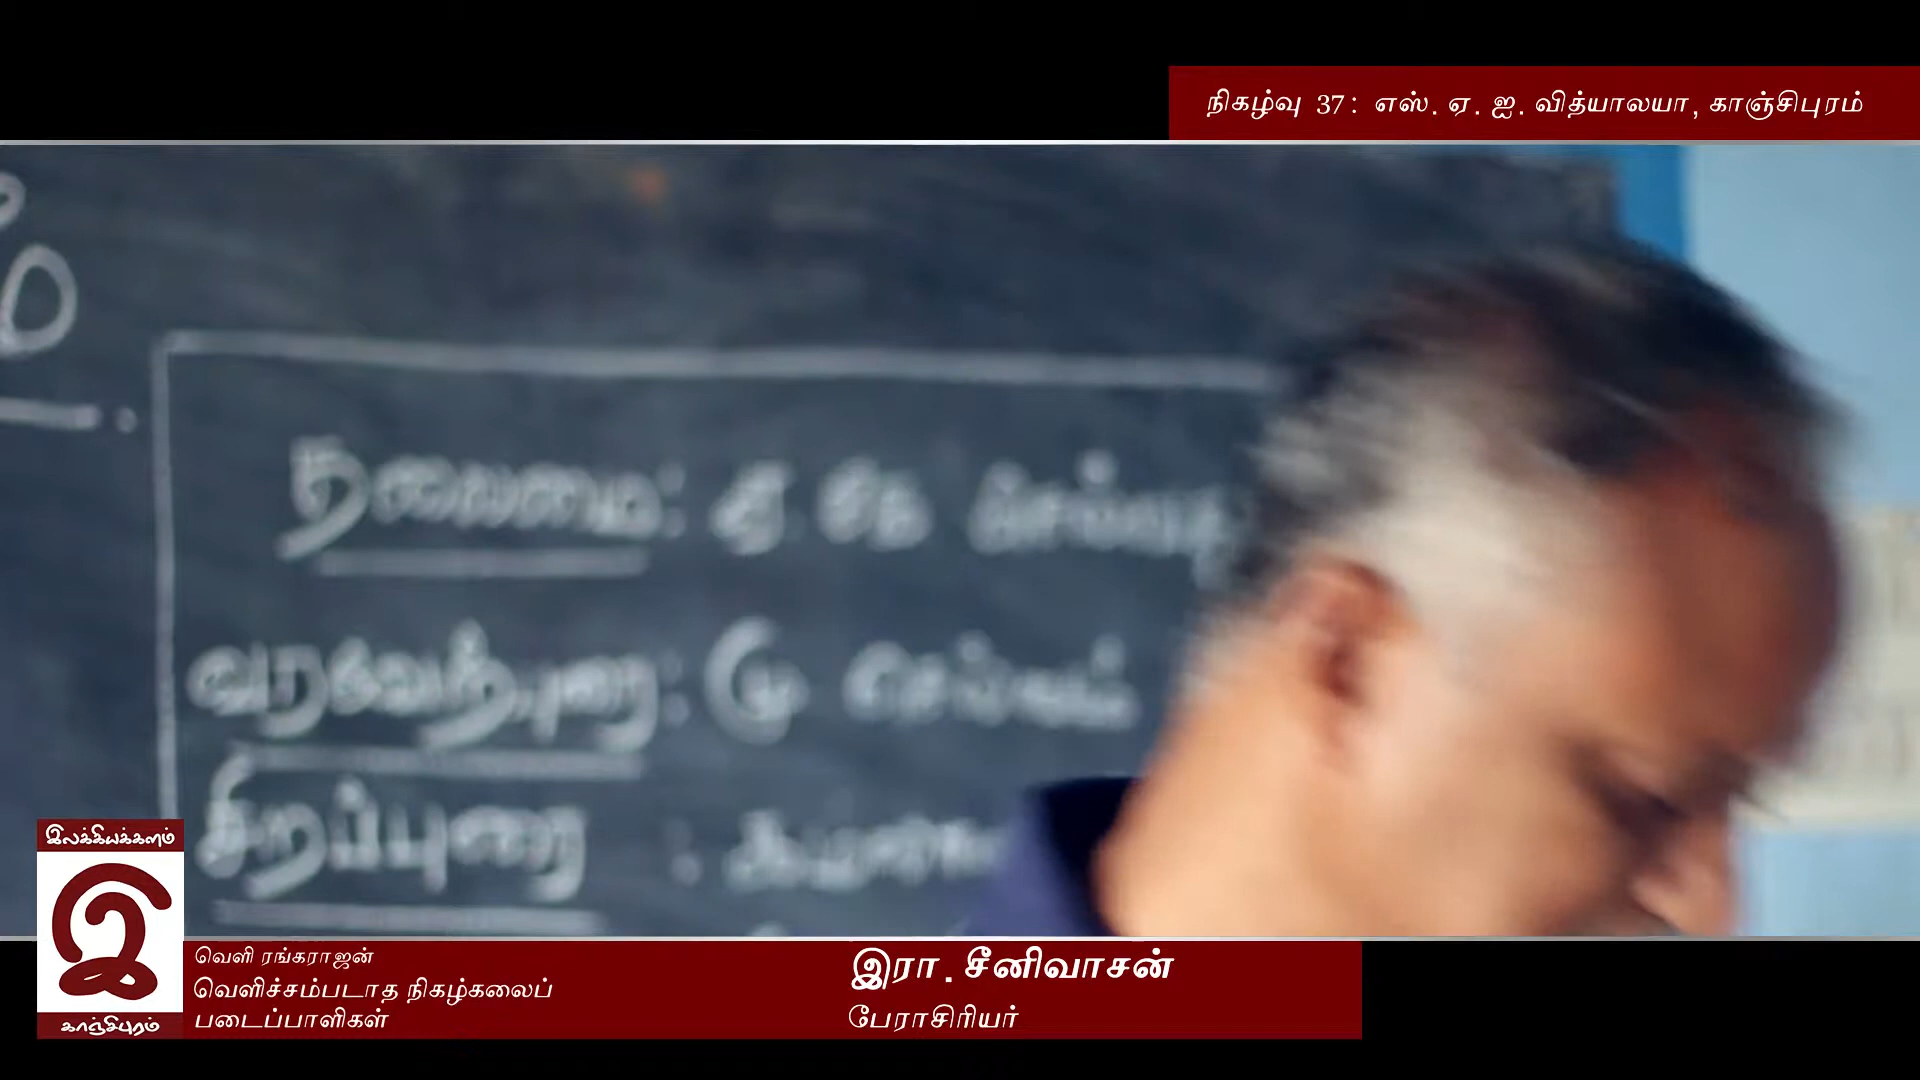 நிகழ்வு 37: எஸ். ஏ. ஐ. வித்யாலயா, காஞ்சிபுரம்
தலைமை:
வரவேற்புரை: மு செல்வம்
சிறப்புரை :
இலக்கியக்களம்
இ
காஞ்சிபுரம்
வெளி ரங்கராஜன்
வெளிச்சம்படாத நிகழ்கலைப்
படைப்பாளிகள்
இரா. சீனிவாசன்
பேராசிரியர்